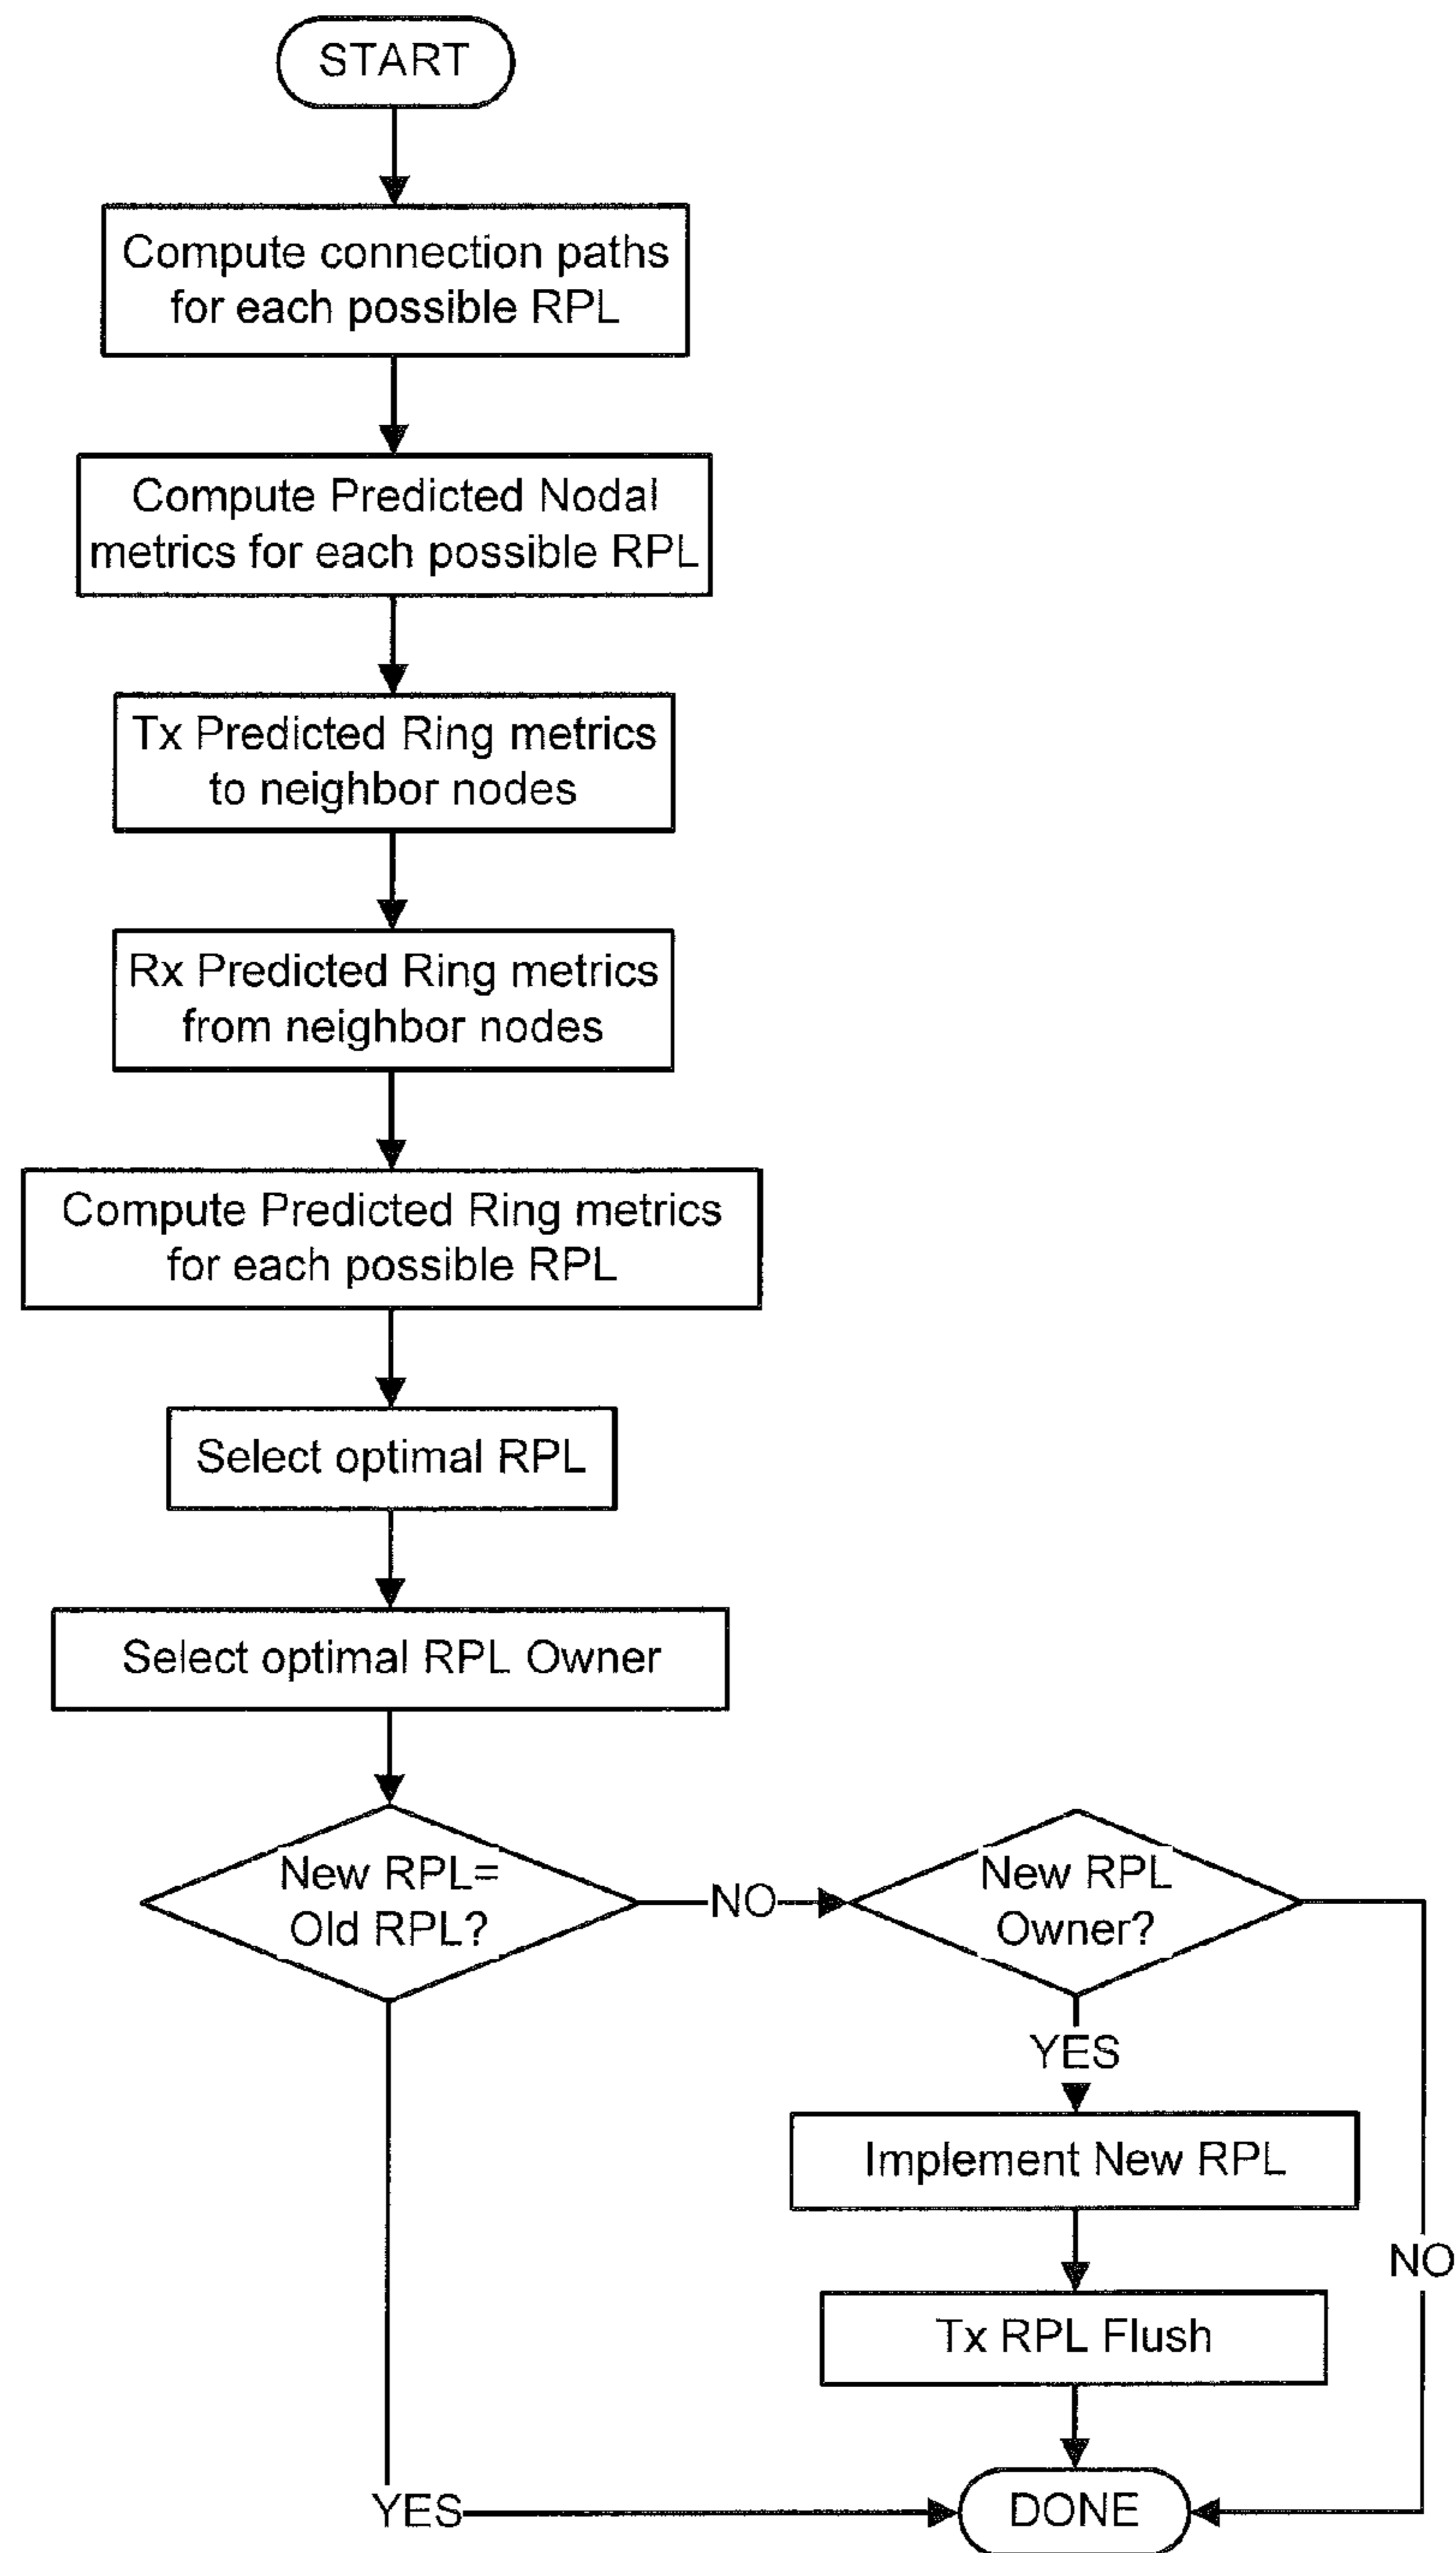 START
Compute connection paths
for each possible RPL
Compute Predicted Nodal
metrics for each possible RPL
Tx Predicted Ring metrics
to neighbor nodes
Rx Predicted Ring metrics
from neighbor nodes
Compute Predicted Ring metrics
for each possible RPL
Select optimal RPL
Select optimal RPL Owner
New RPL=
Old RPL?
NO
New RPL
Owner?
YES
Implement New RPL
NO
Tx RPL Flush
YES
DONE